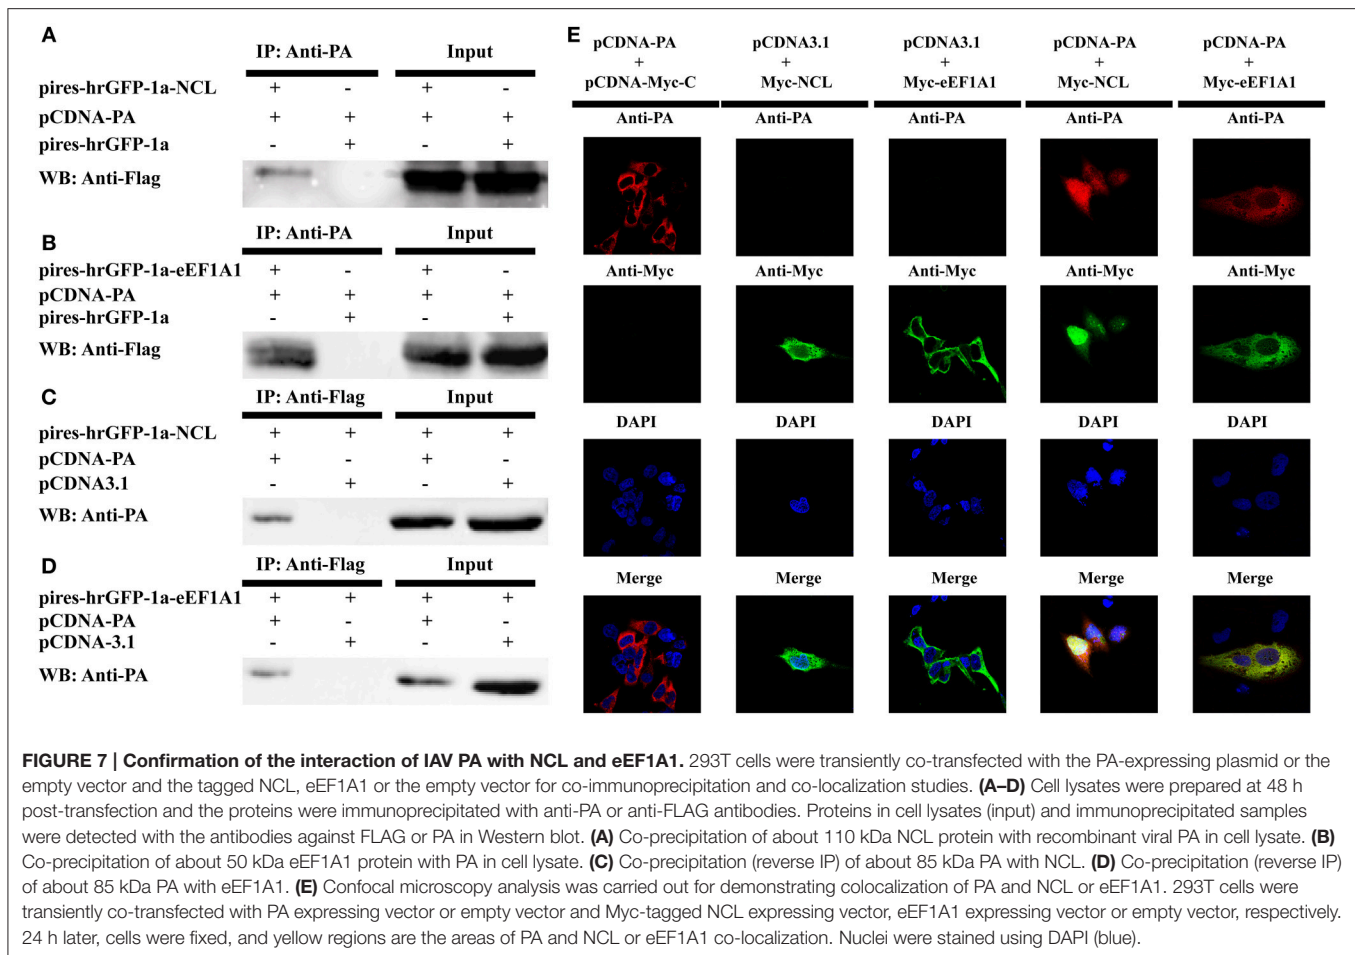 A
IP: Anti-PA Input
pires-hrGFP-1a-NCL + - + -
pCDNA-PA + + + +
pires-hrGFP-1a - + - +
WB: Anti-Flag
B
IP: Anti-PA Input
pires-hrGFP-1a-eEF1A1 + - + -
pCDNA-PA + + + +
pires-hrGFP-1a - + - +
WB: Anti-Flag
C
IP: Anti-Flag Input
pires-hrGFP-1a-NCL + + + +
pCDNA-PA + - + -
pCDNA3.1 - + - +
WB: Anti-PA
D
IP: Anti-Flag Input
pires-hrGFP-1a-eEF1A1 + + + +
pCDNA-PA + - + -
pCDNA-3.1 - + - +
WB: Anti-PA
E
pCDNA-PA pCDNA3.1 pCDNA3.1 pCDNA-PA pCDNA-PA
+ + + + +
pCDNA-Myc-C Myc-NCL Myc-eEF1A1 Myc-NCL Myc-eEF1A1
Anti-PA Anti-PA Anti-PA Anti-PA Anti-PA
Anti-Myc Anti-Myc Anti-Myc Anti-Myc Anti-Myc
DAPI DAPI DAPI DAPI DAPI
Merge Merge Merge Merge Merge
FIGURE 7 | Confirmation of the interaction of IAV PA with NCL and eEF1A1. 293T cells were transiently co-transfected with the PA-expressing plasmid or the
empty vector and the tagged NCL, eEF1A1 or the empty vector for co-immunoprecipitation and co-localization studies. (A–D) Cell lysates were prepared at 48 h
post-transfection and the proteins were immunoprecipitated with anti-PA or anti-FLAG antibodies. Proteins in cell lysates (input) and immunoprecipitated samples
were detected with the antibodies against FLAG or PA in Western blot. (A) Co-precipitation of about 110 kDa NCL protein with recombinant viral PA in cell lysate. (B)
Co-precipitation of about 50 kDa eEF1A1 protein with PA in cell lysate. (C) Co-precipitation (reverse IP) of about 85 kDa PA with NCL. (D) Co-precipitation (reverse IP)
of about 85 kDa PA with eEF1A1. (E) Confocal microscopy analysis was carried out for demonstrating colocalization of PA and NCL or eEF1A1. 293T cells were
transiently co-transfected with PA expressing vector or empty vector and Myc-tagged NCL expressing vector, eEF1A1 expressing vector or empty vector, respectively.
24 h later, cells were fixed, and yellow regions are the areas of PA and NCL or eEF1A1 co-localization. Nuclei were stained using DAPI (blue).